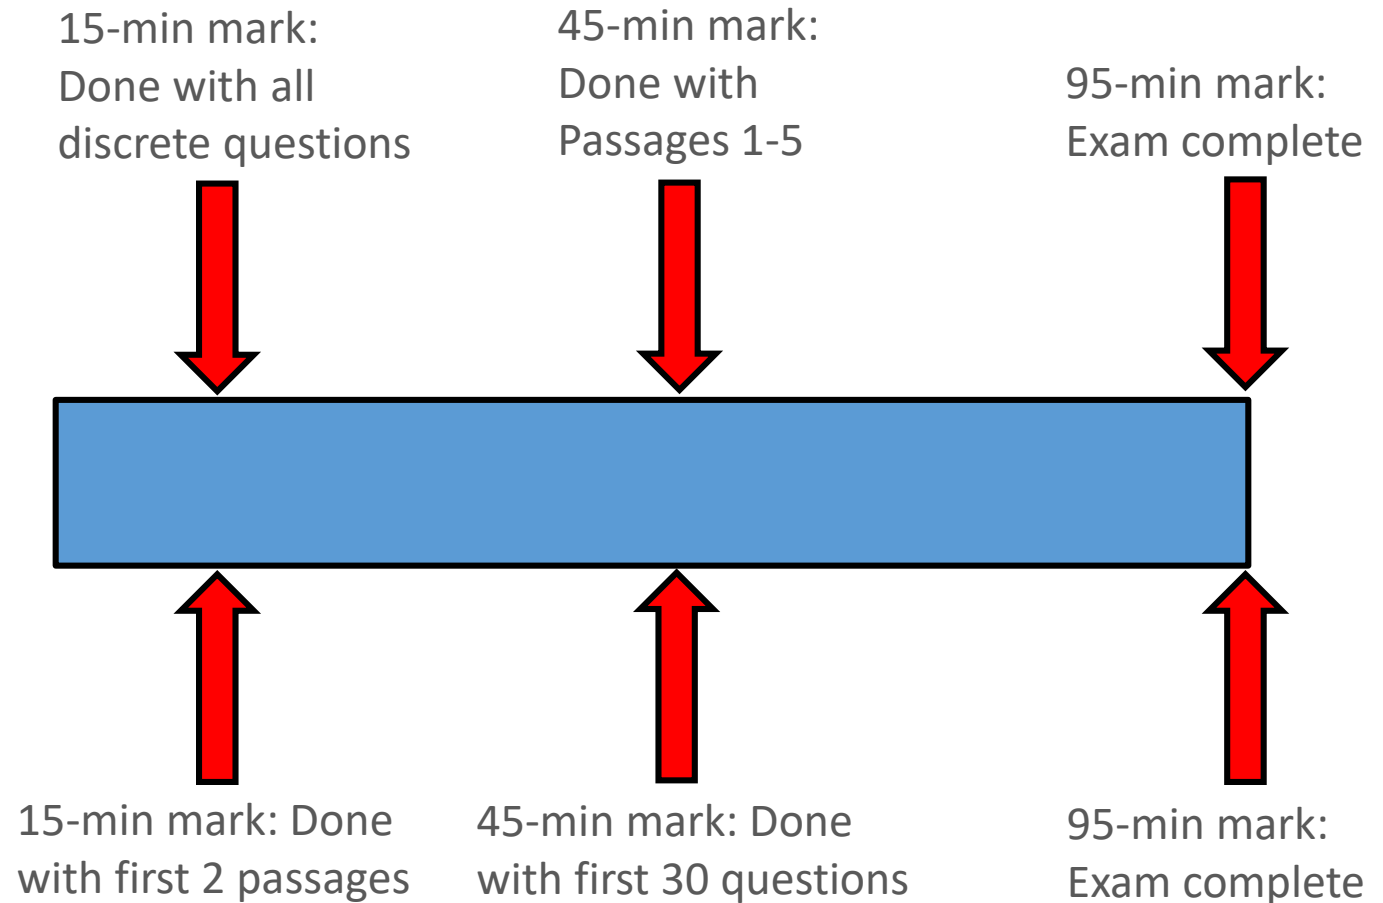 15-min mark:
Done with all
discrete questions
45-min mark:
Done with
Passages 1-5
95-min mark:
Exam complete
15-min mark: Done
with first 2 passages
45-min mark: Done
with first 30 questions
95-min mark:
Exam complete